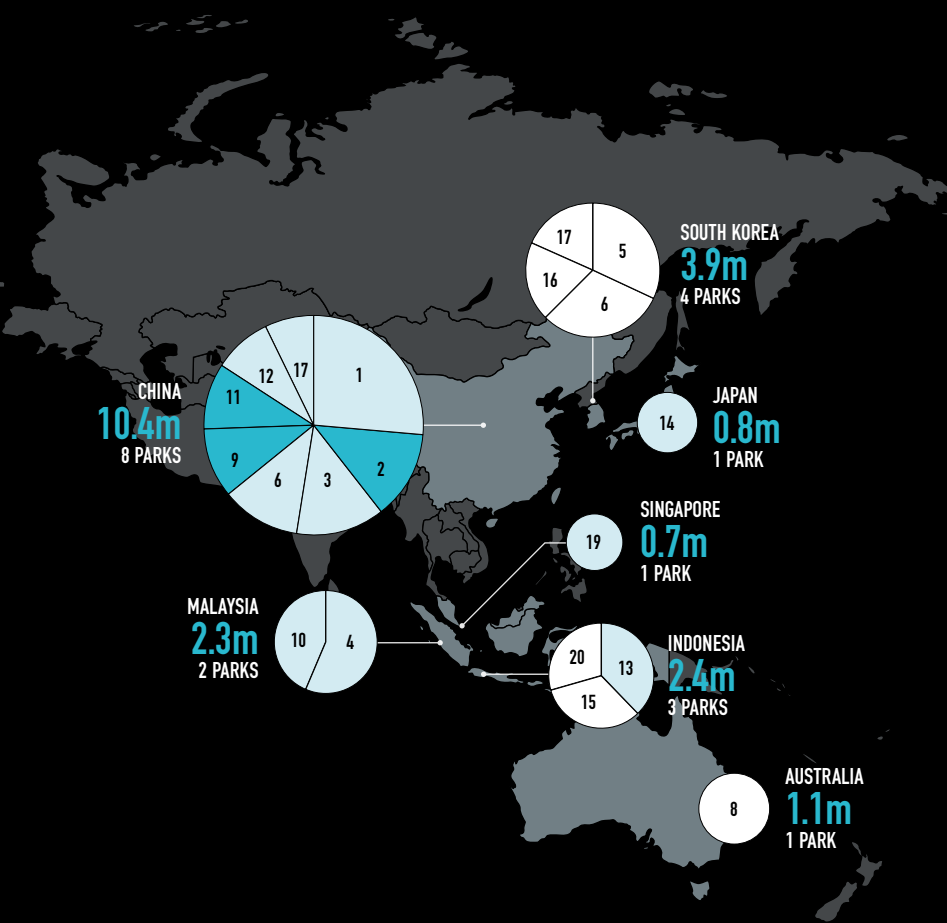 SOUTH KOREA
3.9m
4 PARKS
17
5
16
6
CHINA
10.4m
8 PARKS
1
17
12
11
9
6
3
2
JAPAN
0.8m
1 PARK
14
SINGAPORE
0.7m
1 PARK
19
MALAYSIA
2.3m
2 PARKS
10
4
INDONESIA
2.4m
3 PARKS
20
13
15
AUSTRALIA
1.1m
1 PARK
8